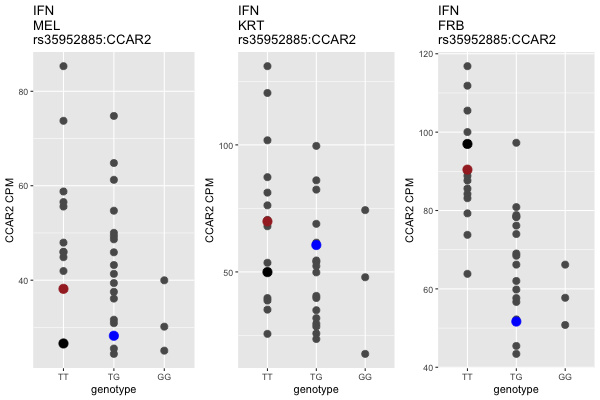 IFN
MEL
rs35952885:CCAR2
CCAR2 CPM
80
60
40
TT
TG
GG
genotype
IFN
KRT
rs35952885:CCAR2
CCAR2 CPM
100
50
TT
TG
GG
genotype
IFN
FRB
rs35952885:CCAR2
CCAR2 CPM
120
100
80
60
40
TT
TG
GG
genotype